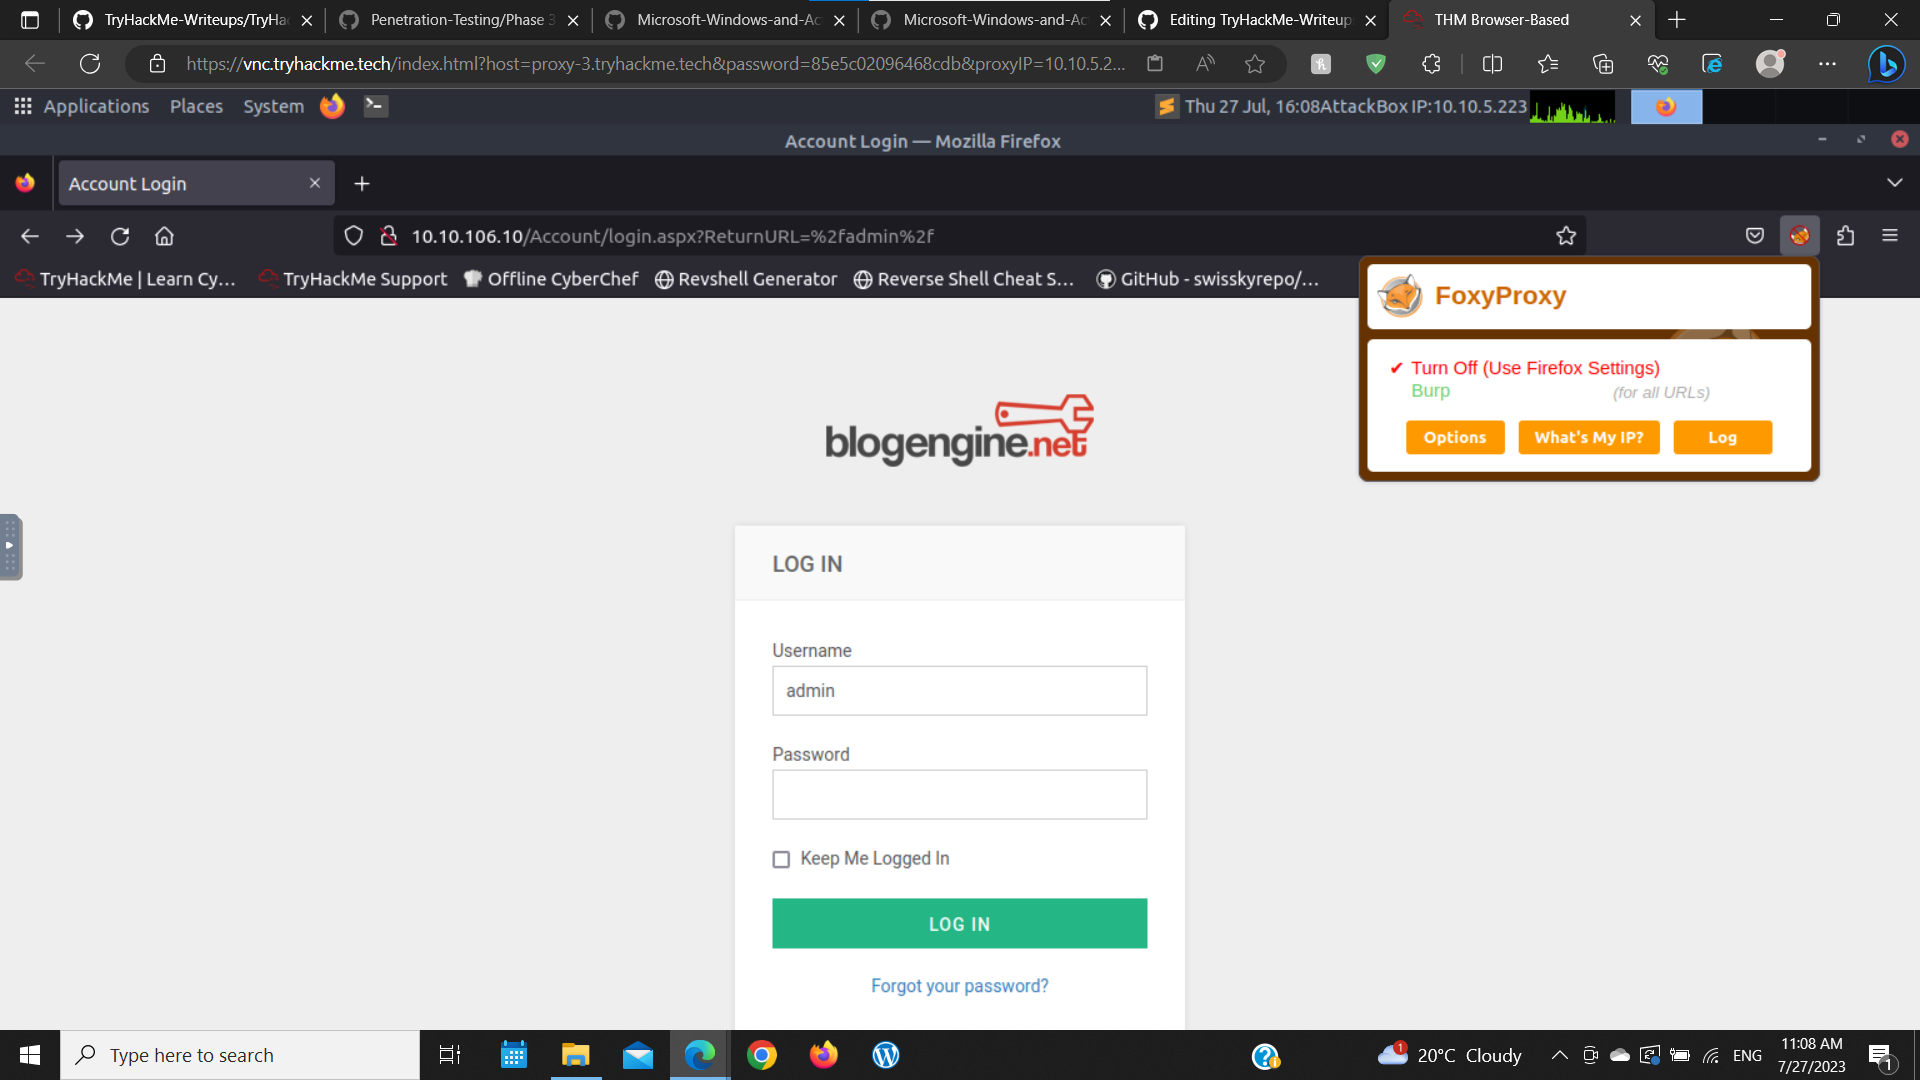 TryHackMe-Writeups/TryHa
Penetration-Testing/Phase 3
Microsoft-Windows-and-Ac
Microsoft-Windows-and-Ac
Editing TryHackMe-Writeup
THM Browser-Based
https://vnc.tryhackme.tech/index.html?host=proxy-3.tryhackme.tech&password=85e5c02096468cdb&proxyIP=10.10.5.2...
Applications Places System
Thu 27 Jul, 16:08 AttackBox IP:10.10.5.223
Account Login — Mozilla Firefox
Account Login
10.10.106.10/Account/login.aspx?ReturnURL=%2fadmin%2f
TryHackMe | Learn Cy...
TryHackMe Support
Offline CyberChef
Revshell Generator
Reverse Shell Cheat S...
GitHub - swisskyrepo/...
FoxyProxy
✔ Turn Off (Use Firefox Settings)
Burp (for all URLs)
Options What's My IP? Log
blogengine.net
LOG IN
Username
admin
Password
Keep Me Logged In
LOG IN
Forgot your password?
Type here to search
1
20°C Cloudy
ENG
11:08 AM
7/27/2023
1